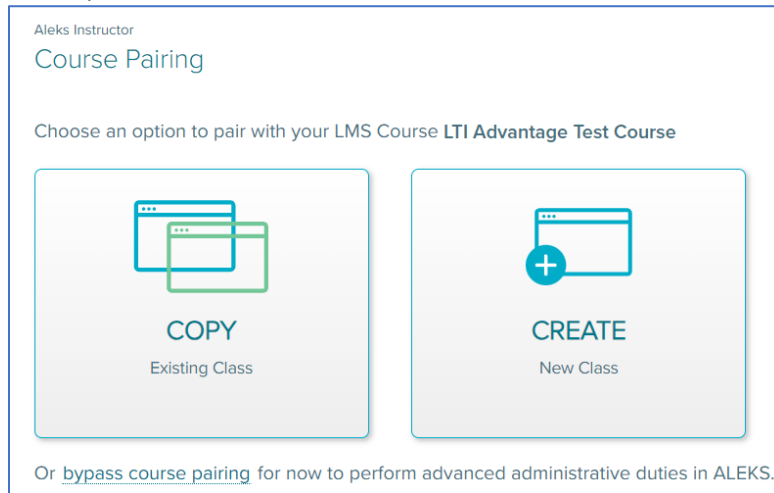 Aleks Instructor
Course Pairing
Choose an option to pair with your LMS Course LTI Advantage Test Course
COPY
Existing Class
CREATE
New Class
Or bypass course pairing for now to perform advanced administrative duties in ALEKS.